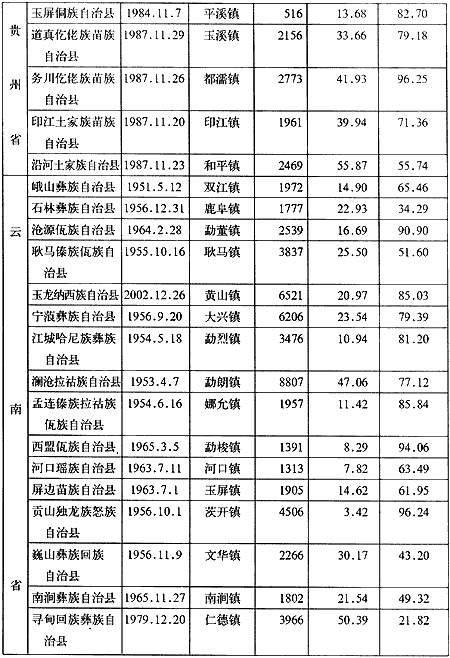 贵州省
玉屏侗族自治县 1984.11.7 平溪镇 516 13.68 82.70
道真仡佬族苗族自治县 1987.11.29 玉溪镇 2156 33.66 79.18
务川仡佬族苗族自治县 1987.11.26 都濡镇 2773 41.93 96.25
印江土家族苗族自治县 1987.11.20 印江镇 1961 39.94 71.36
沿河土家族自治县 1987.11.23 和平镇 2469 55.87 55.74
云南省
峨山彝族自治县 1951.5.12 双江镇 1972 14.90 65.46
石林彝族自治县 1956.12.31 鹿阜镇 1777 22.93 34.29
沧源佤族自治县 1964.2.28 勐董镇 2539 16.69 90.90
耿马傣族佤族自治县 1955.10.16 耿马镇 3837 25.50 51.60
玉龙纳西族自治县 2002.12.26 黄山镇 6521 20.97 85.03
宁蒗彝族自治县 1956.9.20 大兴镇 6206 23.54 79.39
江城哈尼族彝族自治县 1954.5.18 勐烈镇 3476 10.94 81.20
澜沧拉祜族自治县 1953.4.7 勐朗镇 8807 47.06 77.12
孟连傣族拉祜族佤族自治县 1954.6.16 娜允镇 1957 11.42 85.84
西盟佤族自治县 1965.3.5 勐梭镇 1391 8.29 94.06
河口瑶族自治县 1963.7.11 河口镇 1313 7.82 63.49
屏边苗族自治县 1963.7.1 玉屏镇 1905 14.62 61.95
贡山独龙族怒族自治县 1956.10.1 茨开镇 4506 3.42 96.24
巍山彝族回族自治县 1956.11.9 文华镇 2266 30.17 43.20
南涧彝族自治县 1965.11.27 南涧镇 1802 21.54 49.32
寻甸回族彝族自治县 1979.12.20 仁德镇 3966 50.39 21.82